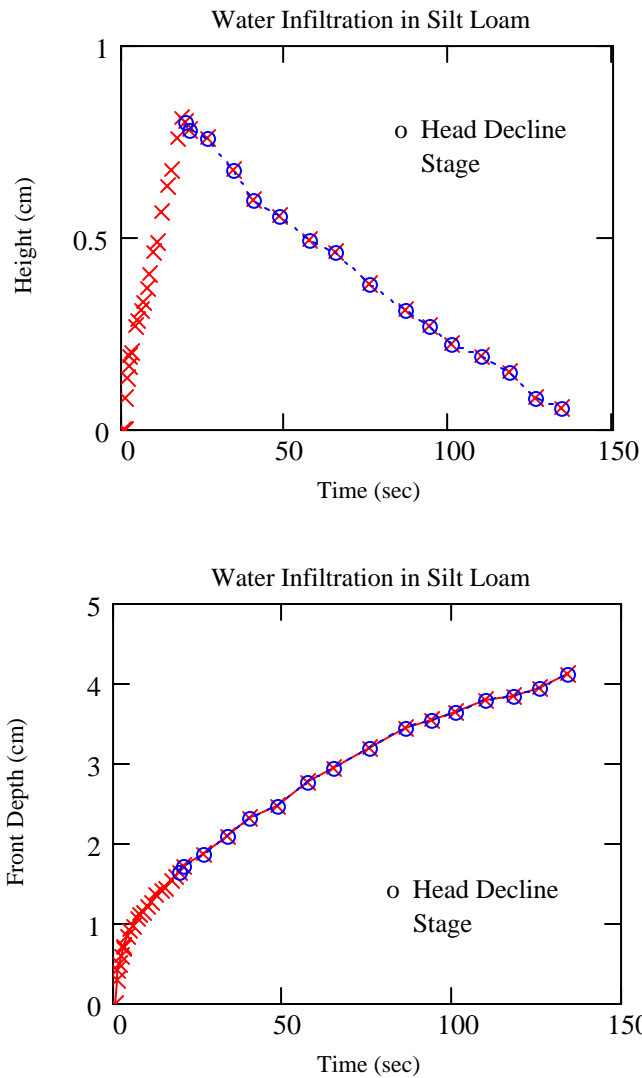 Water Infiltration in Silt Loam
1
o Head Decline
Stage
Height (cm)
0.5
0
0 50 100 150
Time (sec)
Water Infiltration in Silt Loam
5
4
3
Front Depth (cm)
2
o Head Decline
Stage
1
0
0 50 100 150
Time (sec)